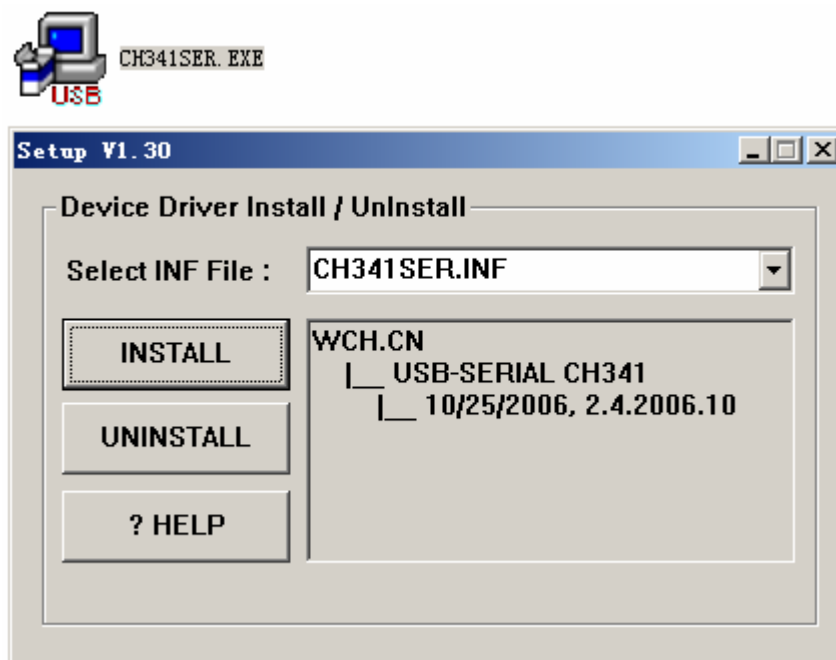 CH341SER.EXE
USB
Setup V1.30
Device Driver Install / UnInstall
Select INF File :
CH341SER.INF
INSTALL
WCH.CN
|__ USB-SERIAL CH341
|__ 10/25/2006, 2.4.2006.10
UNINSTALL
? HELP